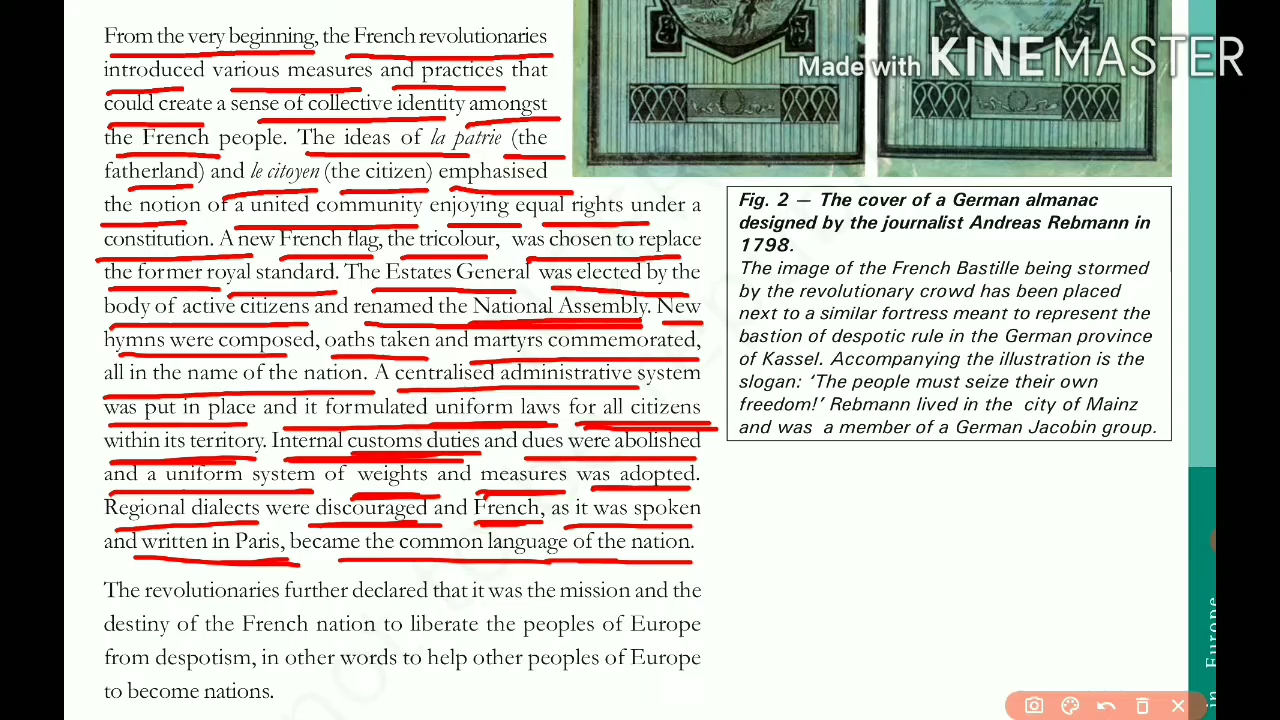 From the very beginning, the French revolutionaries
introduced various measures and practices that
could create a sense of collective identity amongst
the French people. The ideas of la patrie (the
fatherland) and le citoyen (the citizen) emphasised
the notion of a united community enjoying equal rights under a
constitution. A new French flag, the tricolour, was chosen to replace
the former royal standard. The Estates General was elected by the
body of active citizens and renamed the National Assembly. New
hymns were composed, oaths taken and martyrs commemorated,
all in the name of the nation. A centralised administrative system
was put in place and it formulated uniform laws for all citizens
within its territory. Internal customs duties and dues were abolished
and a uniform system of weights and measures was adopted.
Regional dialects were discouraged and French, as it was spoken
and written in Paris, became the common language of the nation.
The revolutionaries further declared that it was the mission and the
destiny of the French nation to liberate the peoples of Europe
from despotism, in other words to help other peoples of Europe
to become nations.
Made with KINEMASTER
Fig. 2 — The cover of a German almanac
designed by the journalist Andreas Rebmann in
1798.
The image of the French Bastille being stormed
by the revolutionary crowd has been placed
next to a similar fortress meant to represent the
bastion of despotic rule in the German province
of Kassel. Accompanying the illustration is the
slogan: ‘The people must seize their own
freedom!’ Rebmann lived in the city of Mainz
and was a member of a German Jacobin group.
in Europe